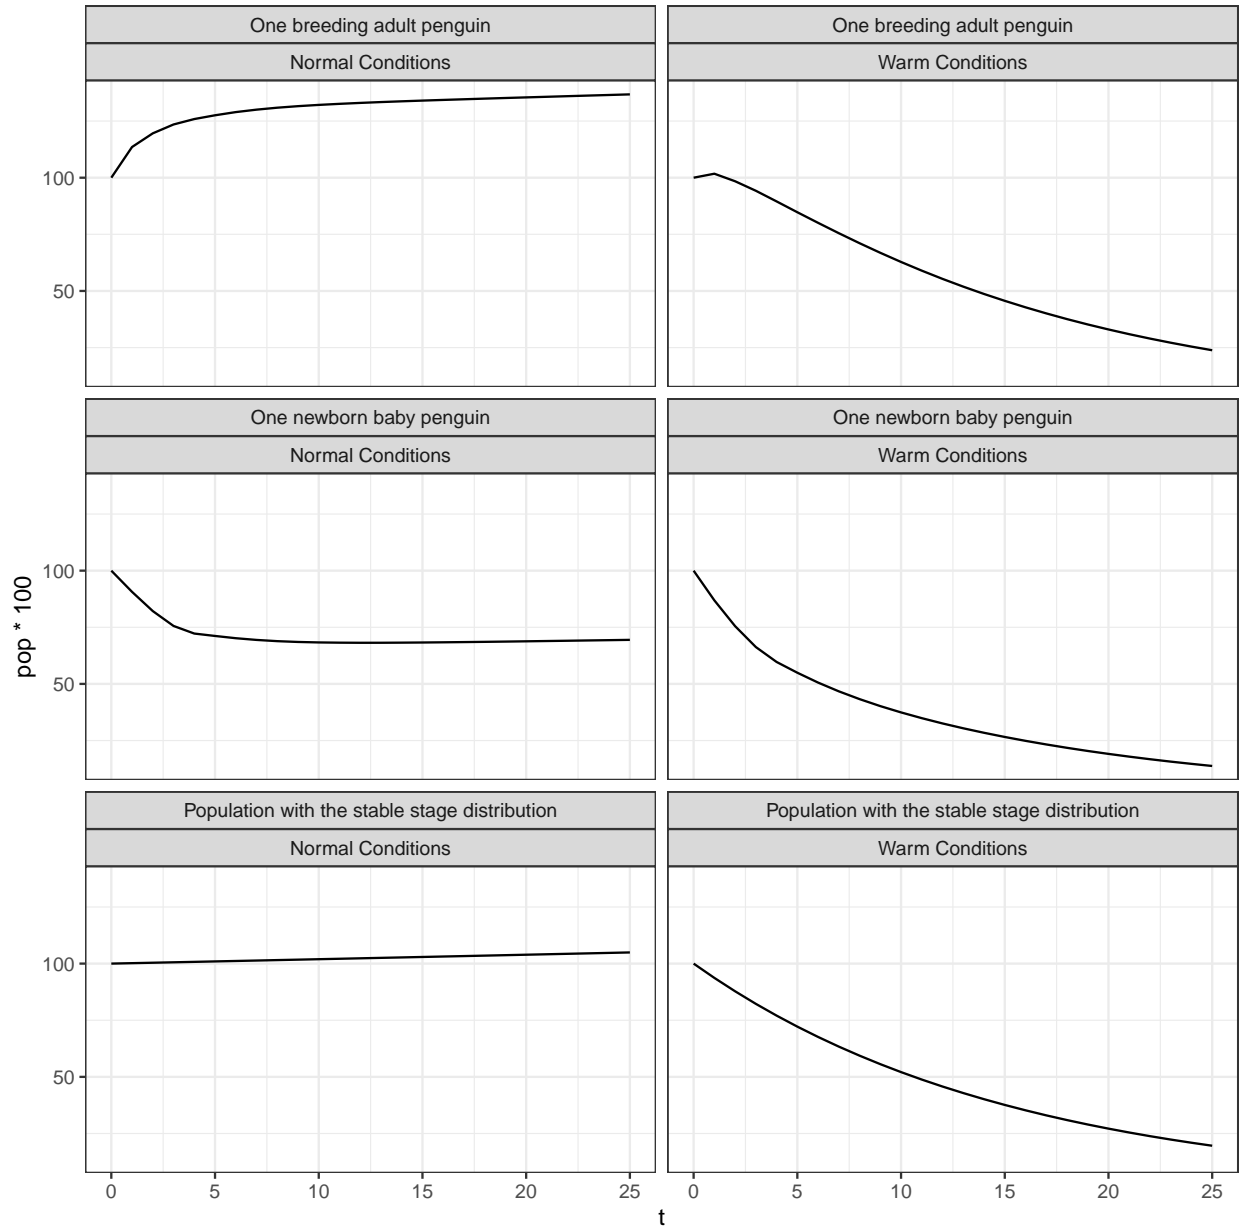 One breeding adult penguin
One breeding adult penguin
Normal Conditions
Warm Conditions
100
50
One newborn baby penguin
One newborn baby penguin
Normal Conditions
Warm Conditions
100
50
pop * 100
Population with the stable stage distribution
Population with the stable stage distribution
Normal Conditions
Warm Conditions
100
50
0 5 10 15 20 25
0 5 10 15 20 25
t